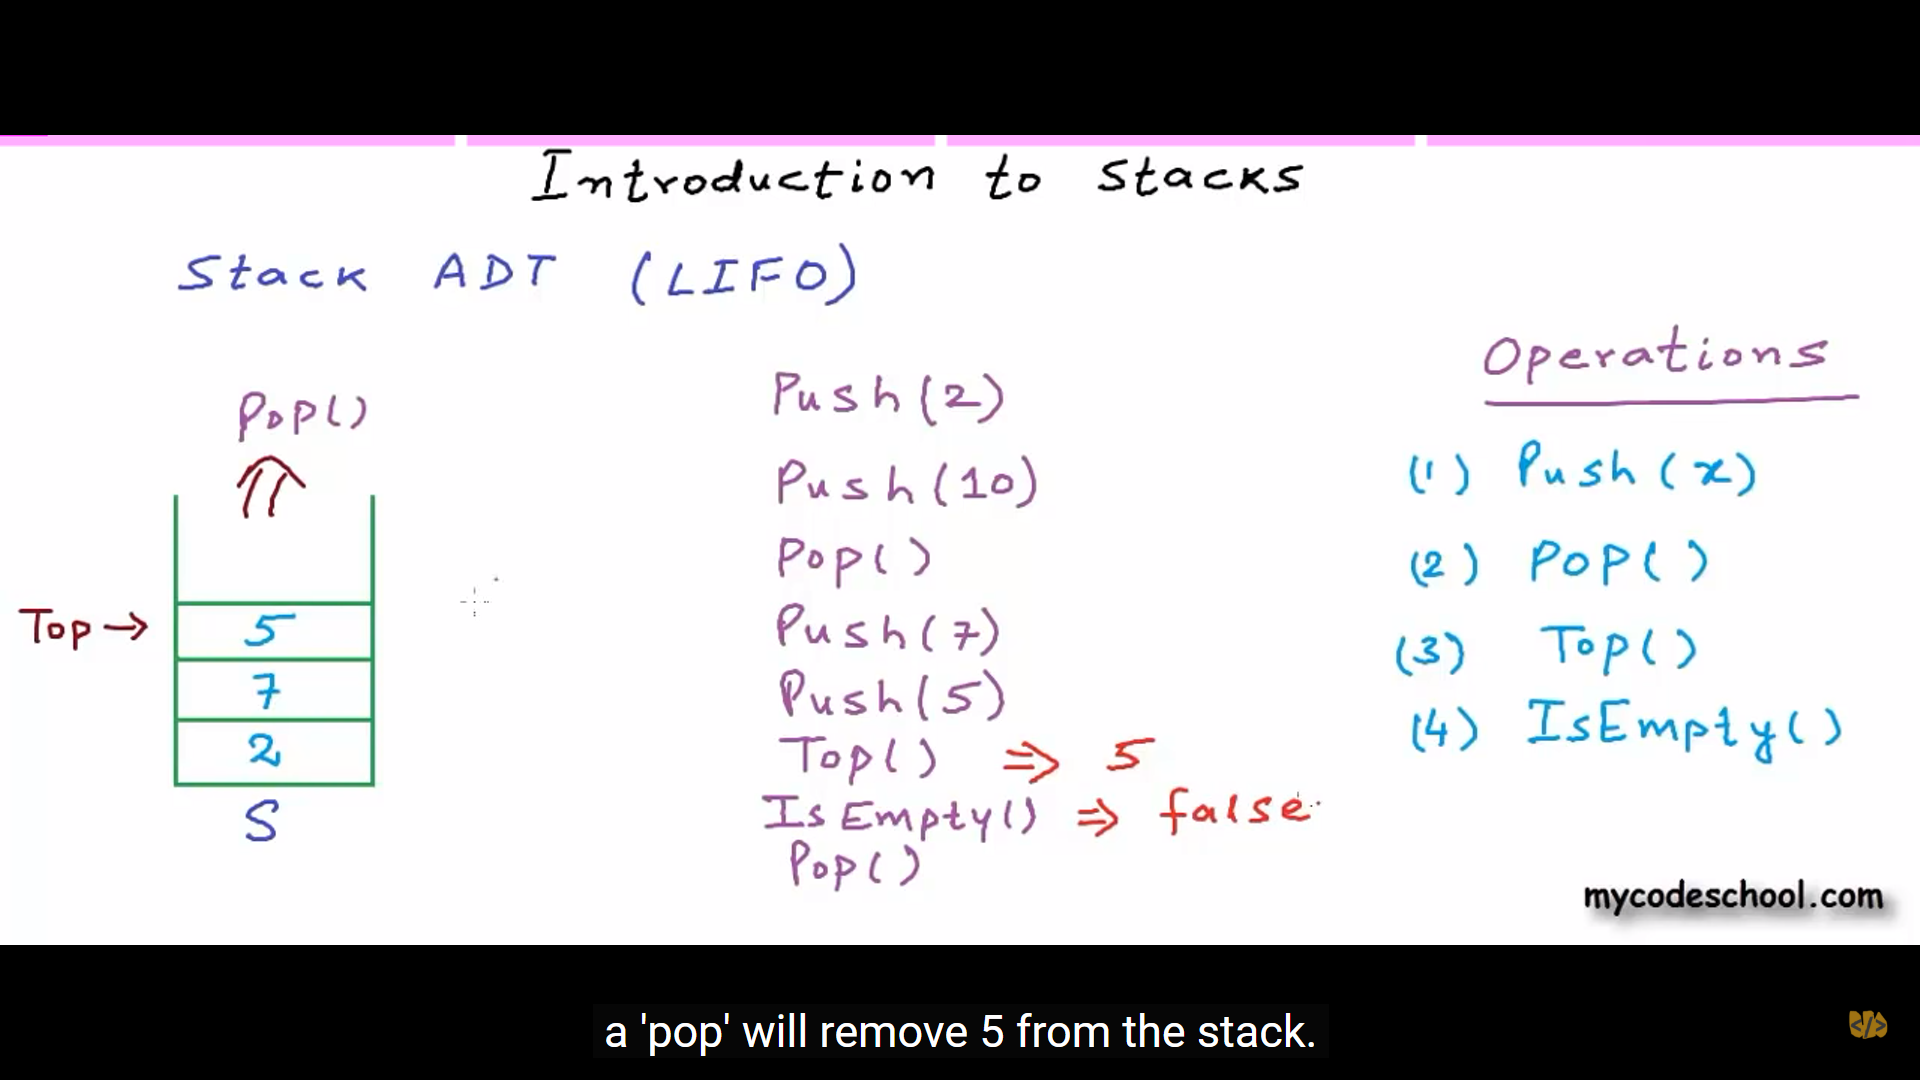 Introduction to stacks
Stack ADT (LIFO)
Pop()
Top →
5
7
2
S
Push(2)
Push(10)
Pop()
Push(7)
Push(5)
Top() ⇒ 5
IsEmpty() ⇒ false
Pop()
Operations
(1) Push(x)
(2) Pop()
(3) Top()
(4) IsEmpty()
mycodeschool.com
a 'pop' will remove 5 from the stack.